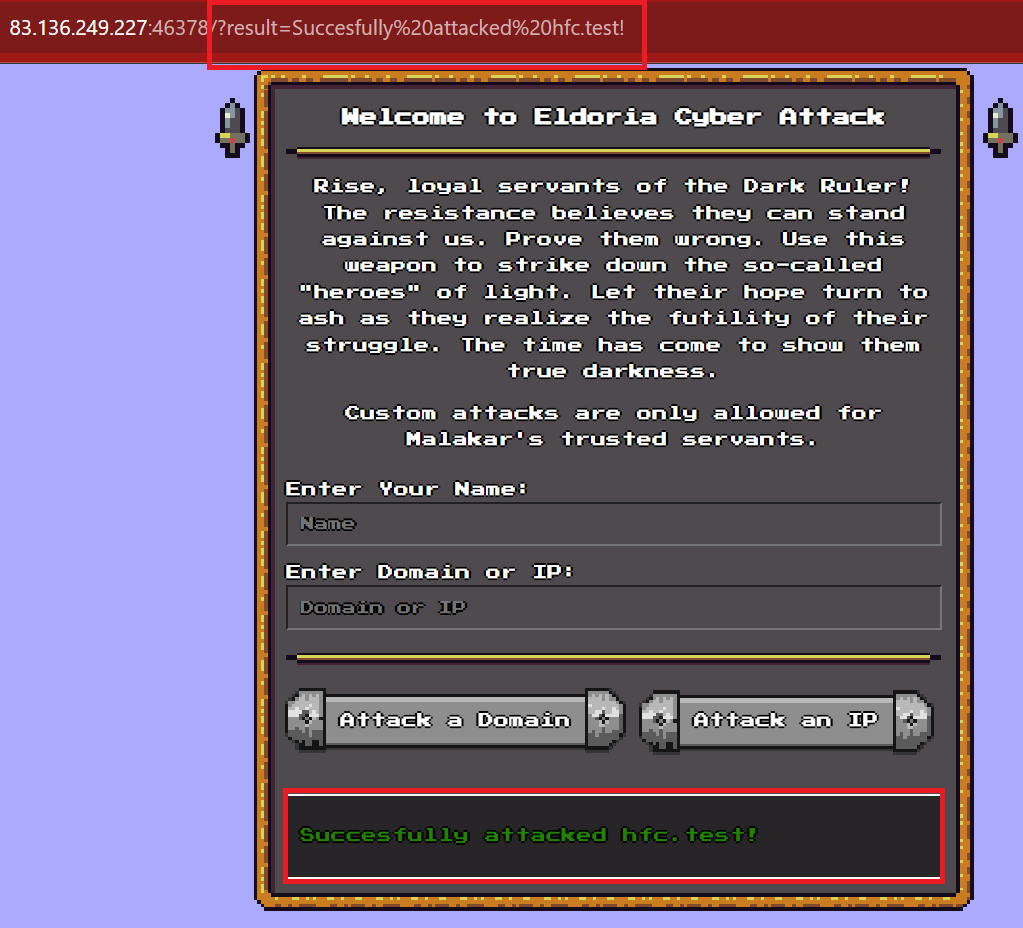 83.136.249.227:46378/?result=Succesfully%20attacked%20hfc.test!
Welcome to Eldoria Cyber Attack
Rise, loyal servants of the Dark Ruler!
The resistance believes they can stand
against us. Prove them wrong. Use this
weapon to strike down the so-called
"heroes" of light. Let their hope turn to
ash as they realize the futility of their
struggle. The time has come to show them
true darkness.
Custom attacks are only allowed for
Malakar's trusted servants.
Enter Your Name:
Name
Enter Domain or IP:
Domain or IP
Attack a Domain
Attack an IP
Succesfully attacked hfc.test!